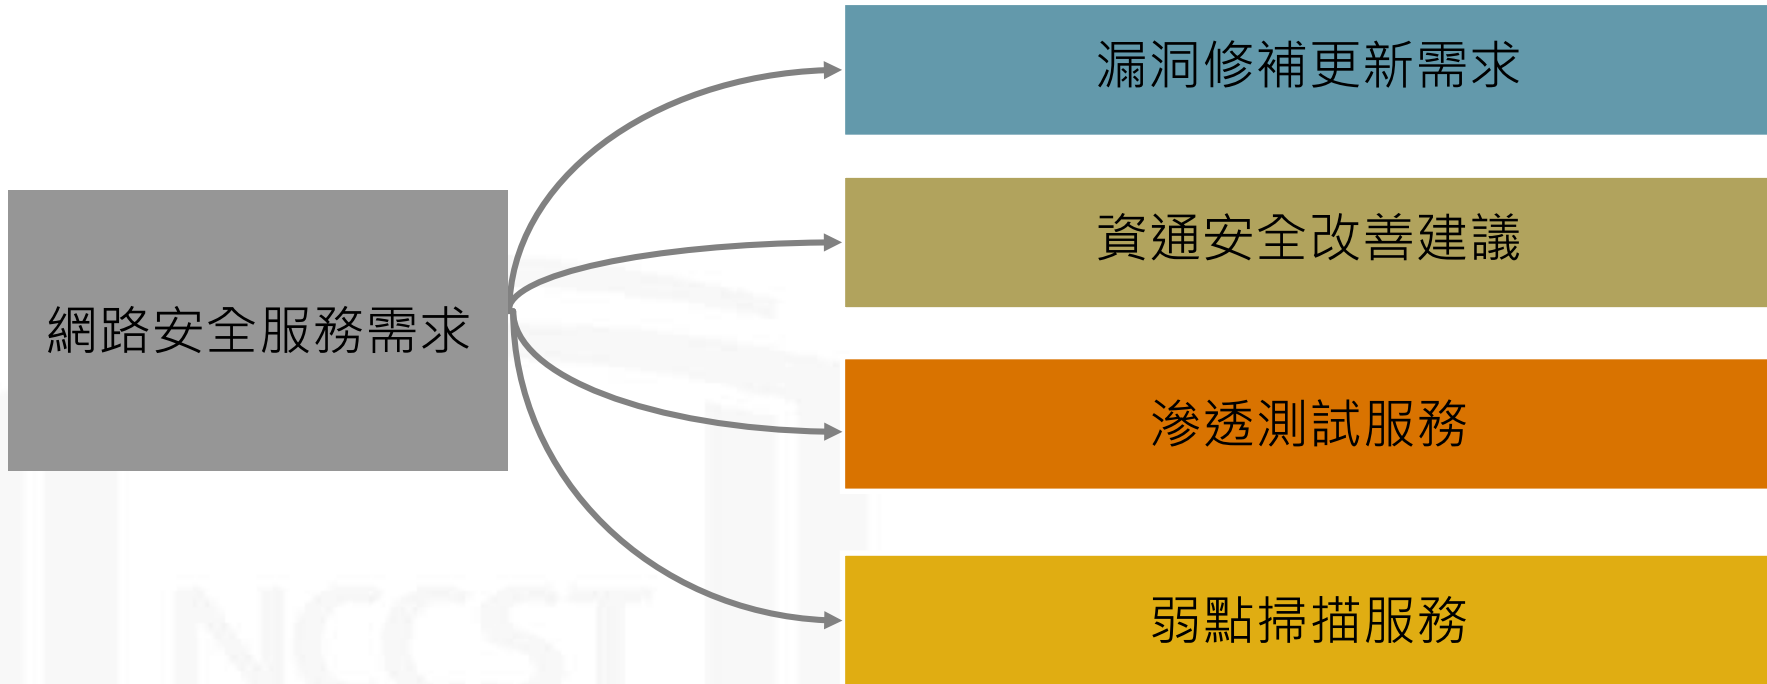 漏洞修補更新需求
資通安全改善建議
網路安全服務需求
滲透測試服務
弱點掃描服務
NCCST